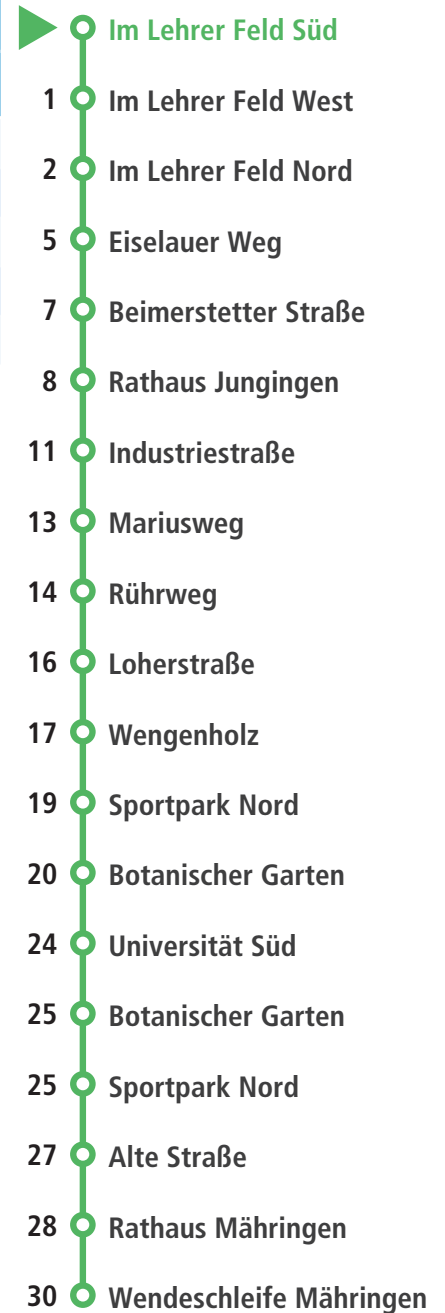 Im Lehrer Feld Süd
1 Im Lehrer Feld West
2 Im Lehrer Feld Nord
5 Eiselauer Weg
7 Beimerstetter Straße
8 Rathaus Jungingen
11 Industriestraße
13 Mariusweg
14 Rührweg
16 Loherstraße
17 Wengenholz
19 Sportpark Nord
20 Botanischer Garten
24 Universität Süd
25 Botanischer Garten
25 Sportpark Nord
27 Alte Straße
28 Rathaus Mähringen
30 Wendeschleife Mähringen